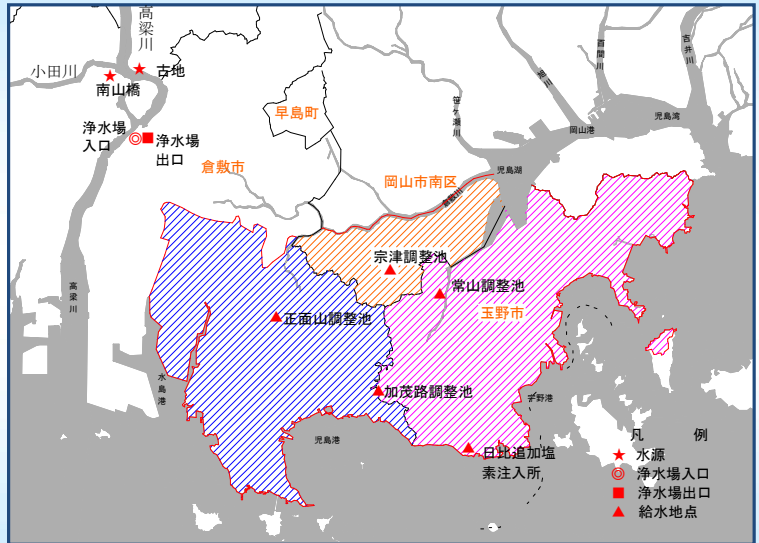 高梁川
小田川
古地
南山橋
浄水場
入口
浄水場
出口
早島町
倉敷市
岡山市南区
倉敷川
笹ヶ瀬川
旭川
百間川
吉井川
児島湾
岡山港
児島湖
宗津調整池
常山調整池
正面山調整池
玉野市
加茂路調整池
高梁川
水島港
児島港
宇野港
日比追加塩
素注入所
凡 例
水源
浄水場入口
浄水場出口
給水地点